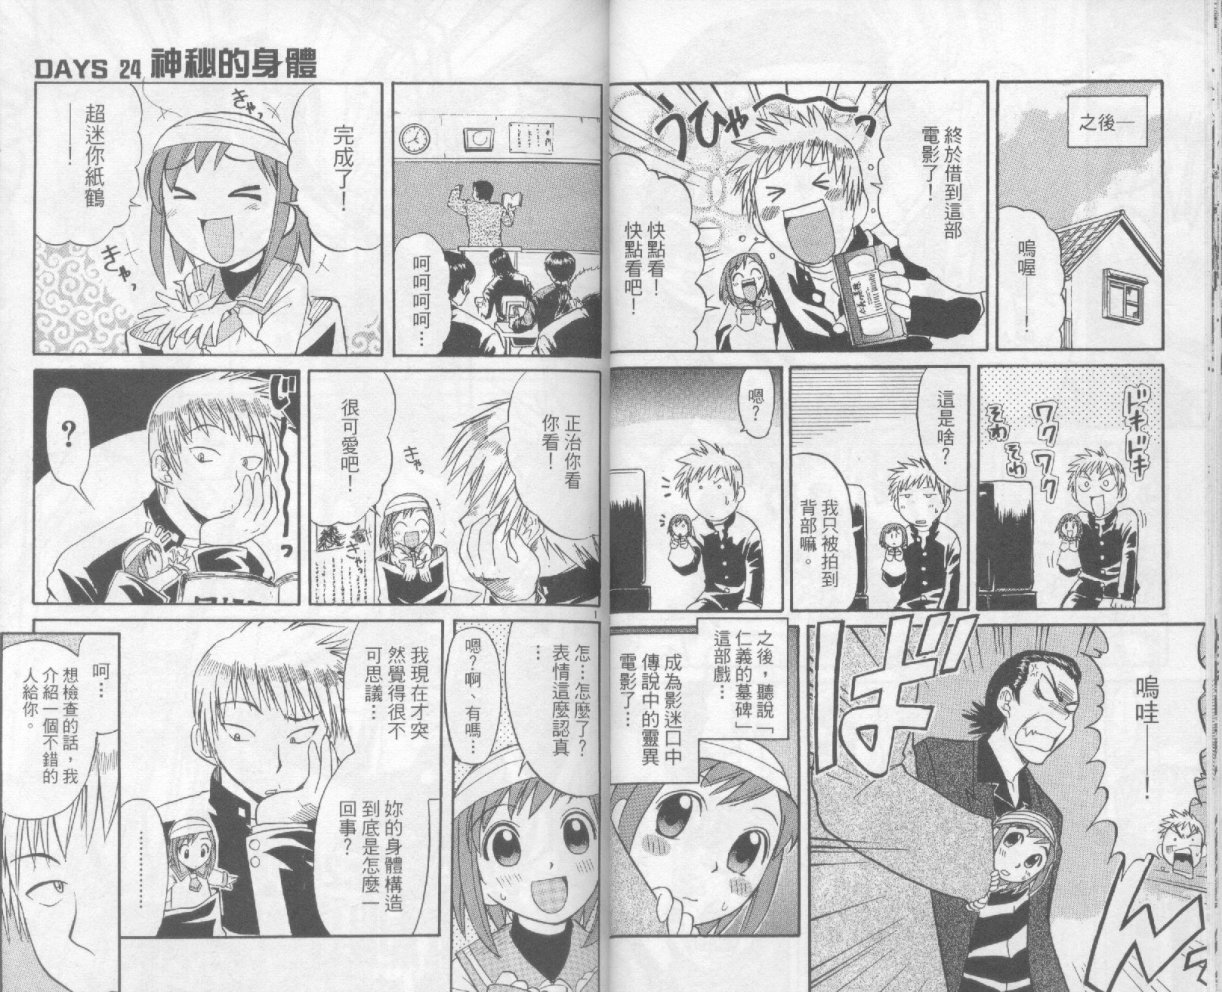 之後—
嗚喔——!
終於借到這部
電影了!
快點看!
快點看吧!
うひゃ〜っ
ドキドキ
ワクワク
そわそわ
這是啥?
我只被拍到
背部嘛。
嗯?
嗚哇——!
ばん
之後，聽說「
仁義的墓碑」
這部戲…
成為影迷口中
傳說中的靈異
電影了…
DAYS 24 神秘的身體
呵呵呵呵…
完成了!
超迷你紙鶴
——!
きゃっ
きゃっ
正治你看
你看!
很可愛吧!
きゃっ
きゃっ
じーっ
?
怎…怎麼了?
表情這麼認真
…
嗯?啊、有嗎…
我現在才突
然覺得很不
可思議…
妳的身體構造
到底是怎麼一
回事?
…………
呵…
想檢查的話，我
介紹一個不錯的
人給你。